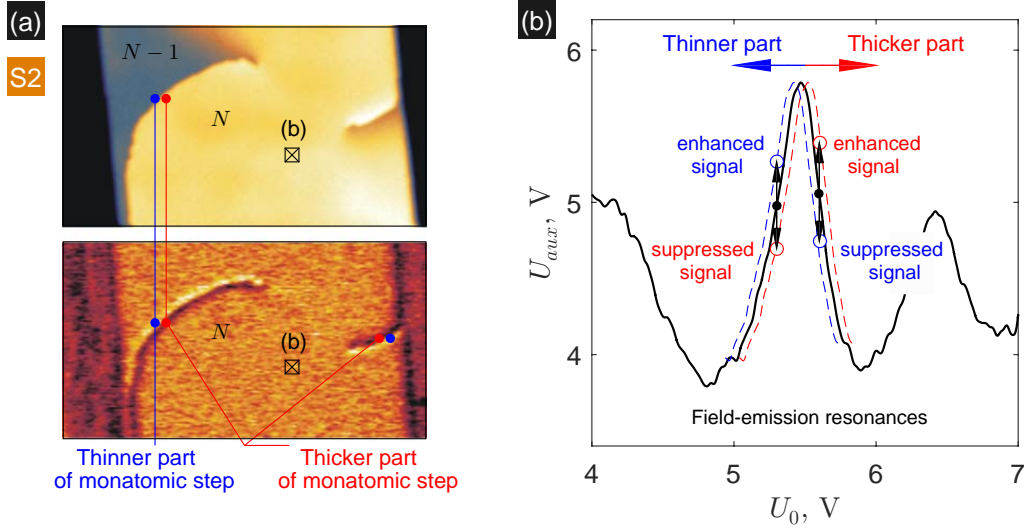 (a)
S2
N − 1
N
(b)
N
(b)
Thinner part
of monatomic step
Thicker part
of monatomic step
(b)
Thinner part
Thicker part
enhanced
signal
enhanced
signal
suppressed
signal
suppressed
signal
Field-emission resonances
6
5
4
U_aux, V
4
5
6
7
U_0, V